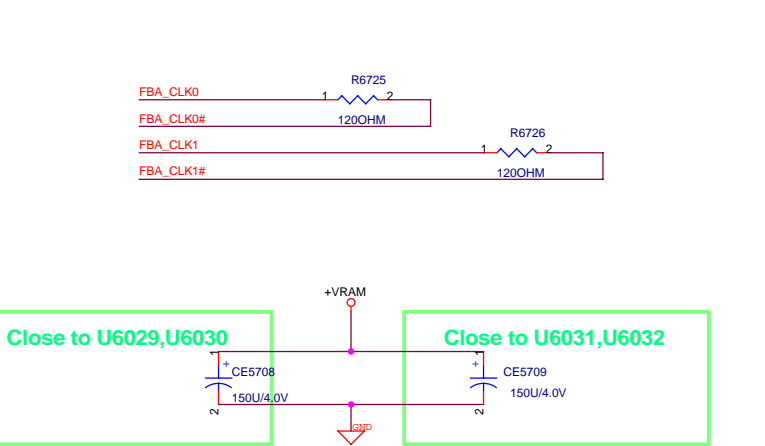 R6725
FBA_CLK0
1 2
FBA_CLK0#
120OHM
R6726
FBA_CLK1
1 2
FBA_CLK1#
120OHM
+VRAM
Close to U6029,U6030
Close to U6031,U6032
1
+
CE5708
150U/4.0V
2
1
+
CE5709
150U/4.0V
2
GND